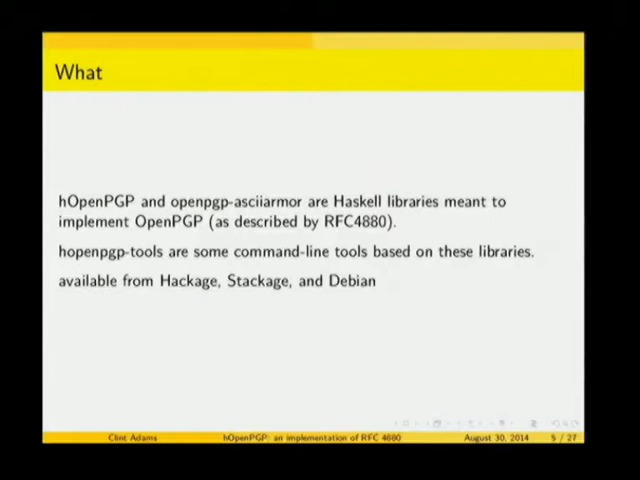 What
hOpenPGP and openpgp-asciiarmor are Haskell libraries meant to
implement OpenPGP (as described by RFC4880).
hopenpgp-tools are some command-line tools based on these libraries.
available from Hackage, Stackage, and Debian
Clint Adams hOpenPGP: an implementation of RFC 4880 August 30, 2014 5 / 27